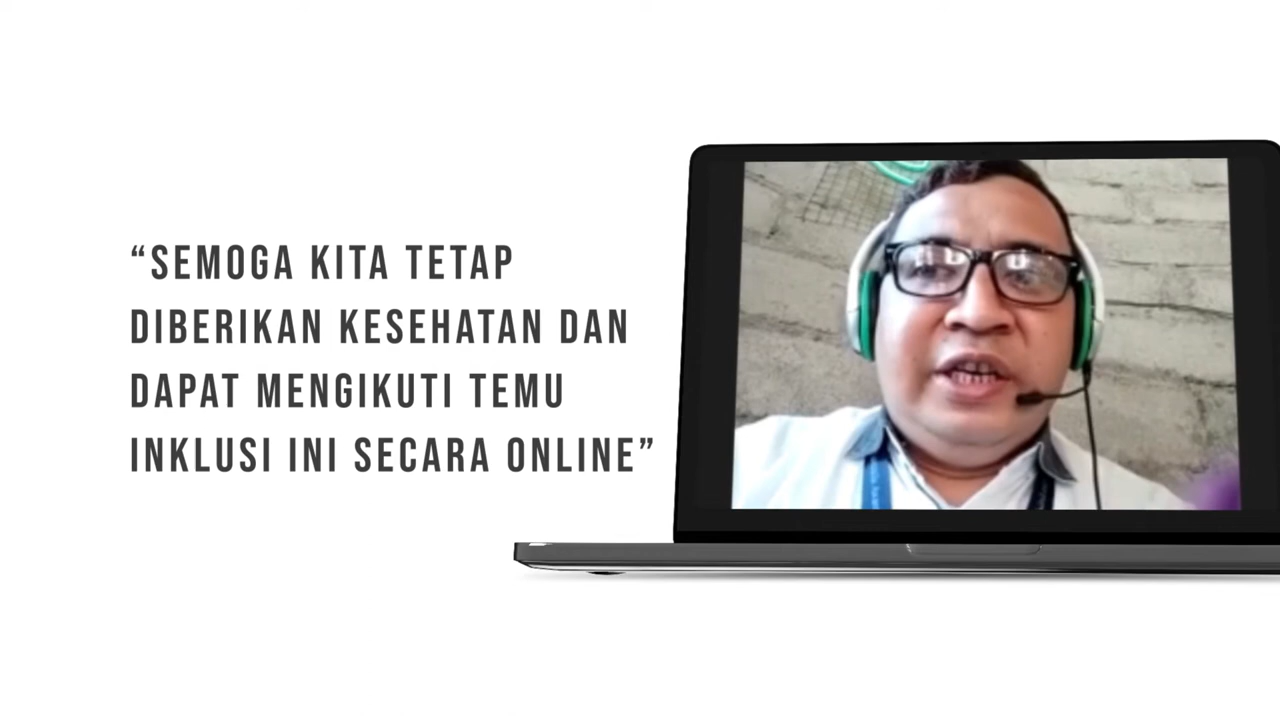 “SEMOGA KITA TETAP
DIBERIKAN KESEHATAN DAN
DAPAT MENGIKUTI TEMU
INKLUSI INI SECARA ONLINE”